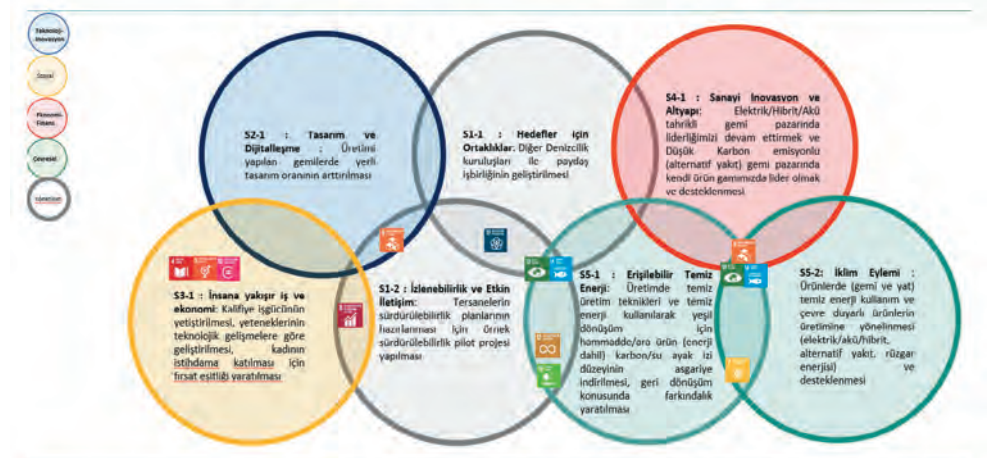 Teknoloji-
İnovasyon
Sosyal
Ekonomi-
Finans
Çevresel
Yönetişim
S2-1 : Tasarım ve
Dijitalleşme : Üretimi
yapılan gemilerde yerli
tasarım oranının arttırılması
S1-1 : Hedefler için
Ortaklıklar: Diğer Denizcilik
kuruluşları ile paydaş
işbirliğinin geliştirilmesi
S4-1 : Sanayi İnovasyon ve
Altyapı: Elektrik/Hibrit/Akü
tahrikli gemi pazarında
liderliğimizi devam ettirmek ve
Düşük Karbon emisyonlu
(alternatif yakıt) gemi pazarında
kendi ürün gamımızda lider olmak
ve desteklenmesi
S3-1 : İnsana yakışır iş ve
ekonomi: Kalifiye işgücünün
yetiştirilmesi, yeteneklerinin
teknolojik gelişmelere göre
geliştirilmesi, kadının
istihdama katılması için
fırsat eşitliği yaratılması
S1-2 : İzlenebilirlik ve Etkin
İletişim: Tersanelerin
sürdürülebilirlik planlarının
hazırlanması için örnek
sürdürülebilirlik pilot projesi
yapılması
S5-1 : Erişilebilir Temiz
Enerji: Üretimde temiz
üretim teknikleri ve temiz
enerji kullanılarak yeşil
dönüşüm için
hammadde/ara ürün (enerji
dahil) karbon/su ayak izi
düzeyinin asgariye
indirilmesi, geri dönüşüm
konusunda farkındalık
yaratılması
S5-2: İklim Eylemi :
Ürünlerde (gemi ve yat)
temiz enerji kullanım ve
çevre duyarlı ürünlerin
üretimine yönelinmesi
(elektrik/akü/hibrit,
alternatif yakıt, rüzgar
enerjisi) ve
desteklenmesi